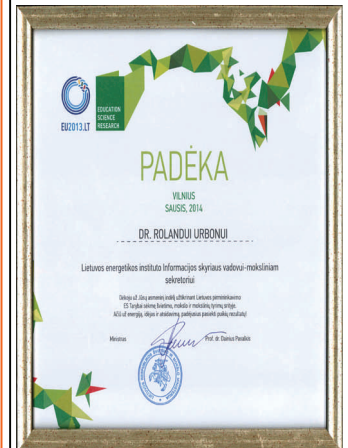 EU2013.LT
EDUCATION
SCIENCE
RESEARCH
PADĖKA
VILNIUS
SAUSIS, 2014
DR. ROLANDUI URBONUI
Lietuvos energetikos instituto Informacijos skyriaus vadovui-moksliniam
sekretoriui
Dėkoju už Jūsų asmeninį indėlį užtikrinant Lietuvos pirmininkavimo
ES Tarybai sėkmę švietimo, mokslo ir mokslinių tyrimų srityje.
Ačiū už energiją, idėjas ir atsidavimą, padėjusius pasiekti puikių rezultatų!
Ministras
Prof. dr. Dainius Pavalkis